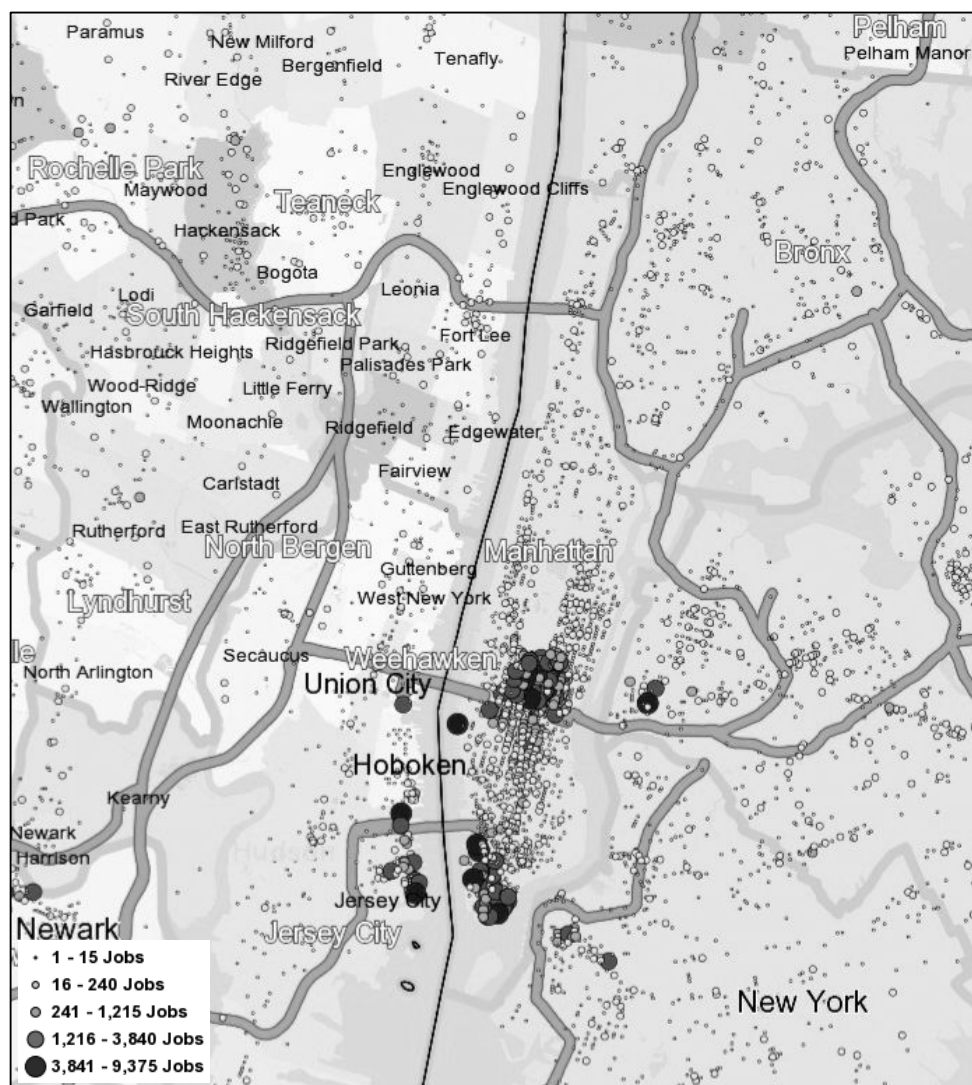 Paramus
New Milford
Bergenfield
Tenafly
Pelham
Pelham Manor
River Edge
Rochelle Park
Maywood
Englewood
Englewood Cliffs
Teaneck
Park
Hackensack
Bronx
Bogota
Leonia
Lodi
Garfield
South Hackensack
Hasbrouck Heights
Ridgefield Park
Fort Lee
Palisades Park
Wood-Ridge
Little Ferry
Wallington
Moonachie
Ridgefield
Edgewater
Fairview
Carlstadt
Rutherford
East Rutherford
North Bergen
Manhattan
Guttenberg
Lyndhurst
West New York
le
Secaucus
Weehawken
North Arlington
Union City
Hoboken
Kearny
Newark
Harrison
Hudson
Jersey City
Newark
Jersey City
New York
1 - 15 Jobs
16 - 240 Jobs
241 - 1,215 Jobs
1,216 - 3,840 Jobs
3,841 - 9,375 Jobs